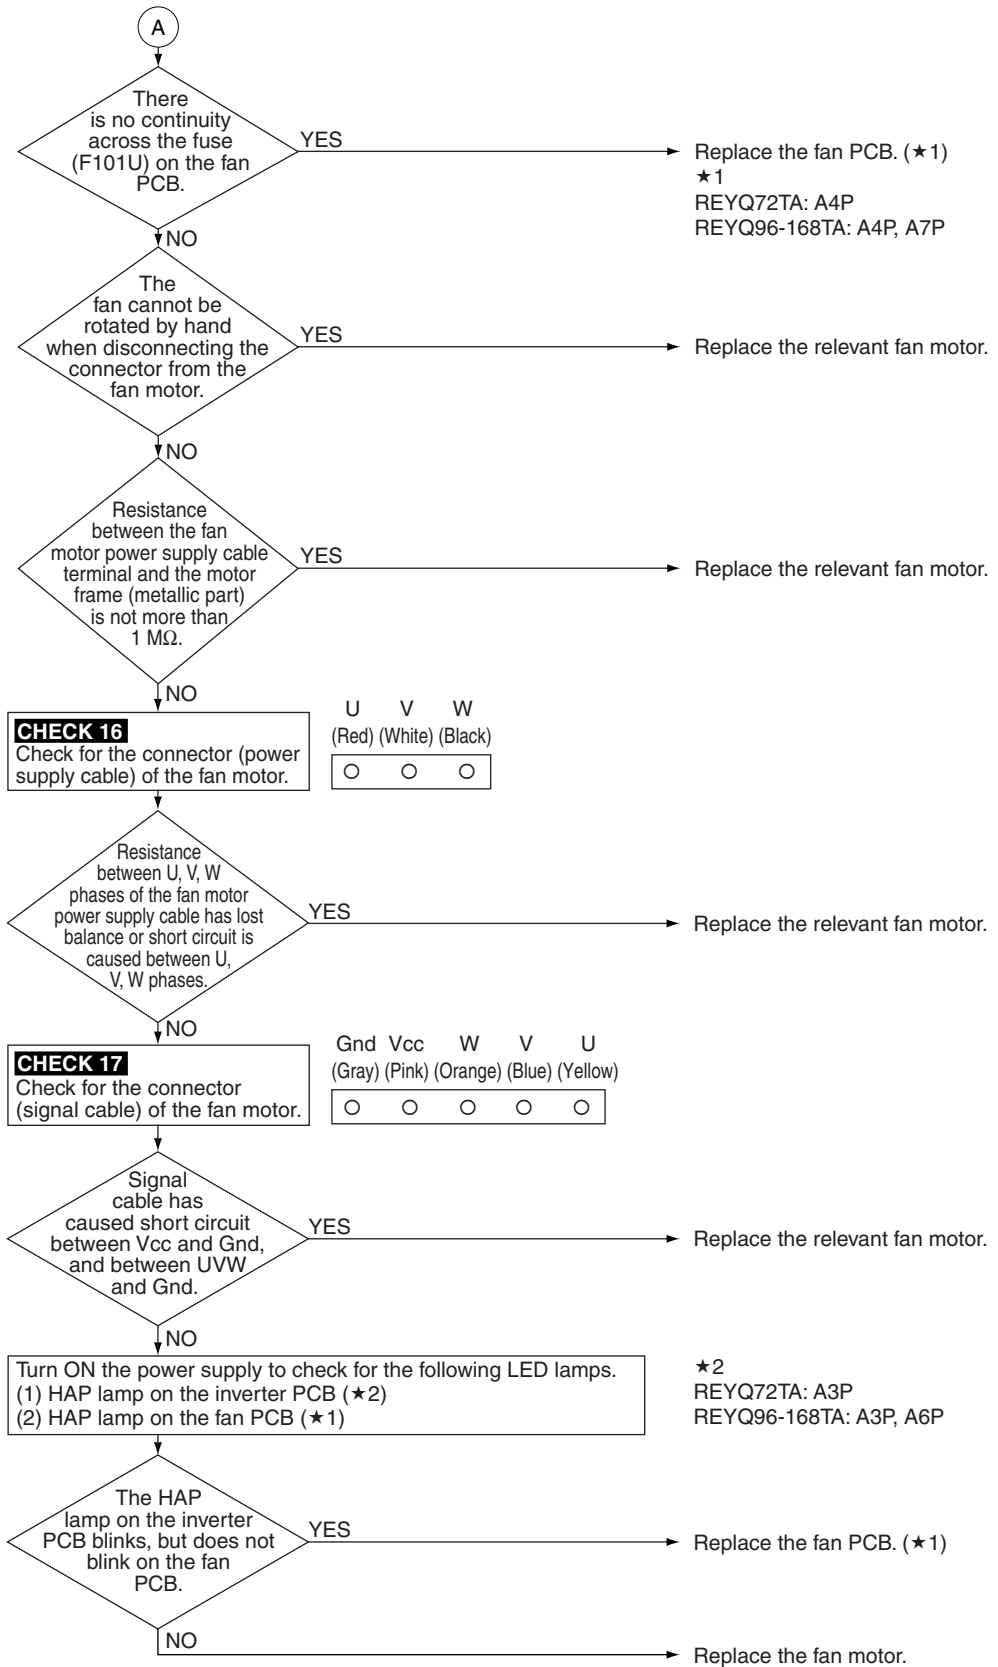 A
There
is no continuity
across the fuse
(F101U) on the fan
PCB.
YES
Replace the fan PCB. (★1)
★1
REYQ72TA: A4P
REYQ96-168TA: A4P, A7P
NO
The
fan cannot be
rotated by hand
when disconnecting the
connector from the
fan motor.
YES
Replace the relevant fan motor.
NO
Resistance
between the fan
motor power supply cable
terminal and the motor
frame (metallic part)
is not more than
1 MΩ.
YES
Replace the relevant fan motor.
NO
CHECK 16
Check for the connector (power
supply cable) of the fan motor.
U V W
(Red) (White) (Black)
Resistance
between U, V, W
phases of the fan motor
power supply cable has lost
balance or short circuit is
caused between U,
V, W phases.
YES
Replace the relevant fan motor.
NO
CHECK 17
Check for the connector
(signal cable) of the fan motor.
Gnd Vcc W V U
(Gray) (Pink) (Orange) (Blue) (Yellow)
Signal
cable has
caused short circuit
between Vcc and Gnd,
and between UVW
and Gnd.
YES
Replace the relevant fan motor.
NO
Turn ON the power supply to check for the following LED lamps.
(1) HAP lamp on the inverter PCB (★2)
(2) HAP lamp on the fan PCB (★1)
★2
REYQ72TA: A3P
REYQ96-168TA: A3P, A6P
The HAP
lamp on the inverter
PCB blinks, but does not
blink on the fan
PCB.
YES
Replace the fan PCB. (★1)
NO
Replace the fan motor.